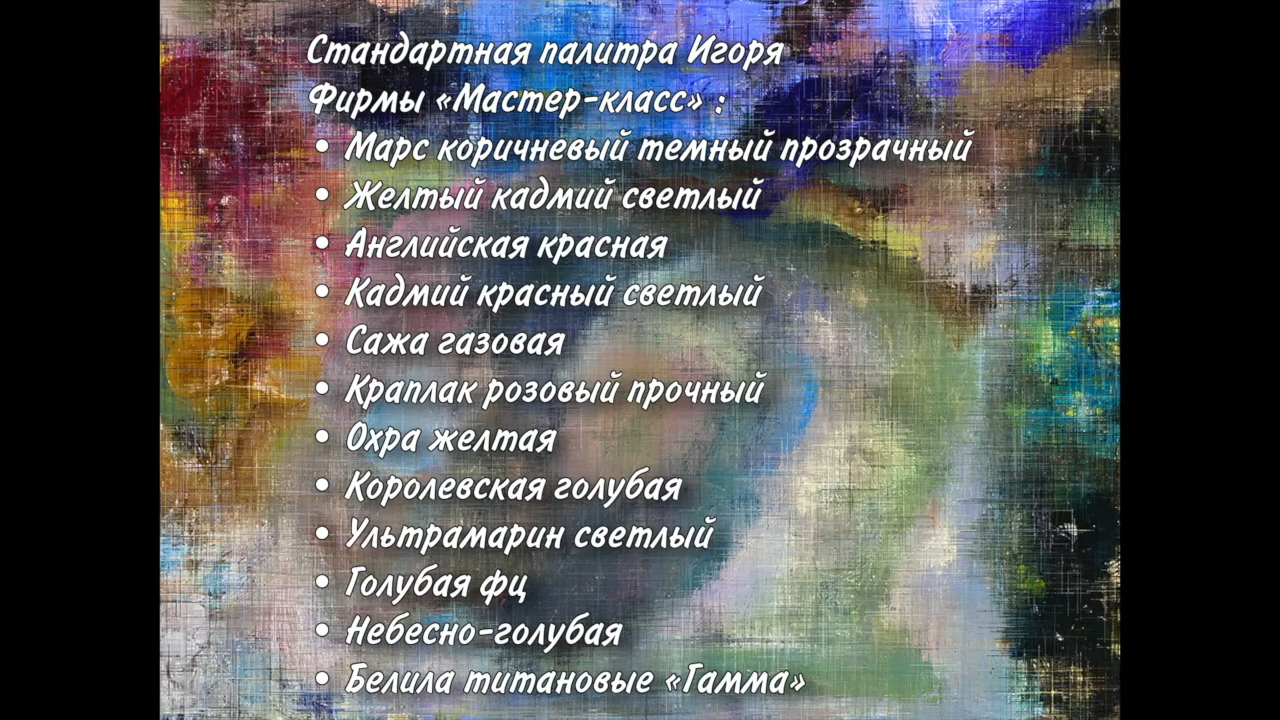 Стандартная палитра Игоря
Фирмы «Мастер-класс» :
• Марс коричневый темный прозрачный
• Желтый кадмий светлый
• Английская красная
• Кадмий красный светлый
• Сажа газовая
• Краплак розовый прочный
• Охра желтая
• Королевская голубая
• Ультрамарин светлый
• Голубая фц
• Небесно-голубая
• Белила титановые «Гамма»